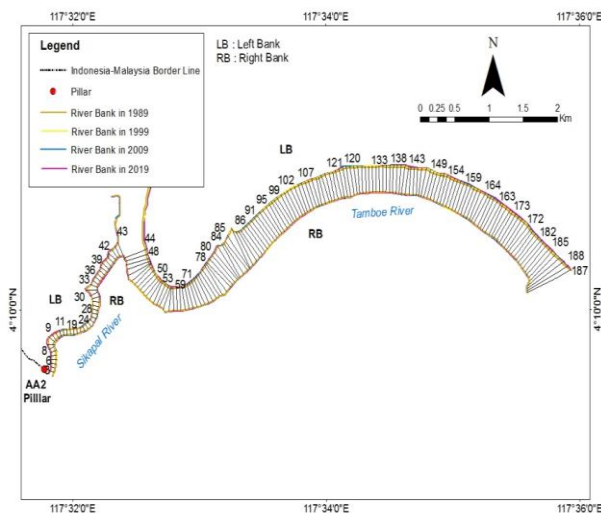 117°32'0"E 117°34'0"E 117°36'0"E
Legend
Indonesia-Malaysia Border Line
Pillar
River Bank in 1989
River Bank in 1999
River Bank in 2009
River Bank in 2019
LB : Left Bank
RB : Right Bank
N
0 0.25 0.5 1 2
Km
LB
102 107 121 120 133 138 143 149 154 159 164 163 173 172 182 185 188 187
99
95
91
86
85
84
80
78
71
59
53
50
48
44
43
42
39
36
33
30
28
24
19
11
9
8
6
RB
Tamboe River
LB
RB
Sikapal River
AA2
Pilllar
4°10'0"N 4°10'0"N
117°32'0"E 117°34'0"E 117°36'0"E